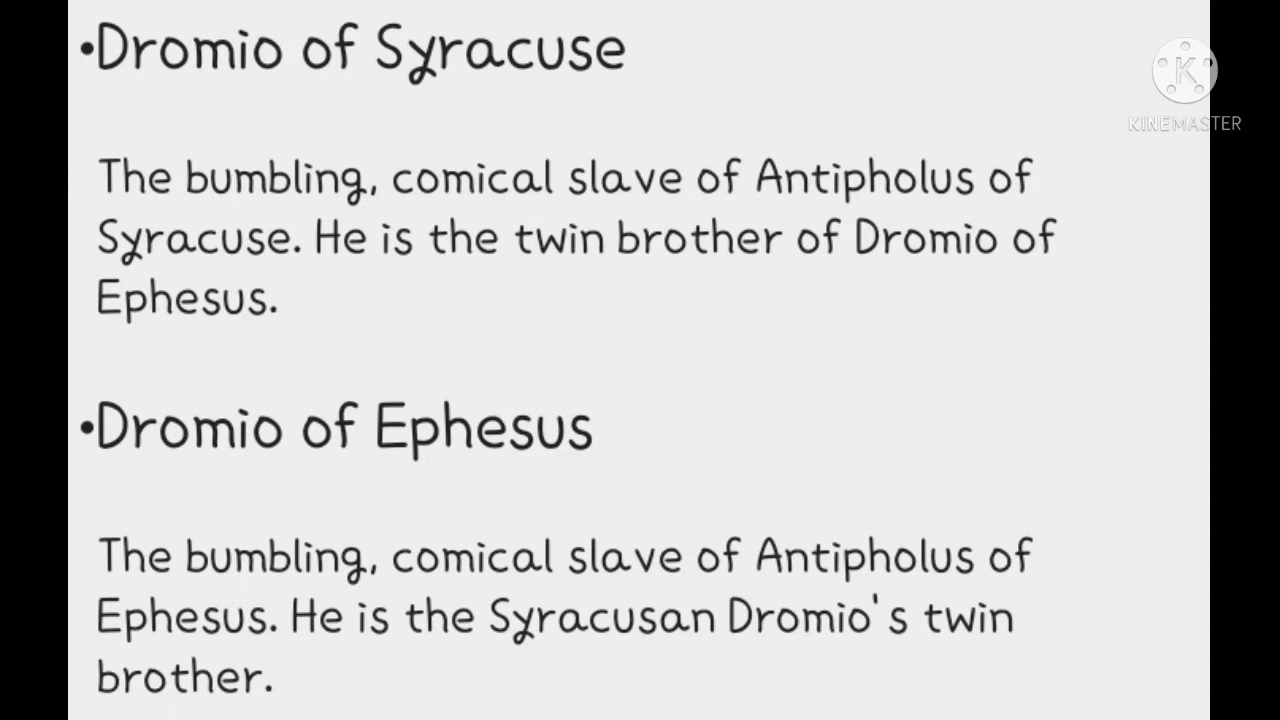 •Dromio of Syracuse
K
KINEMASTER
The bumbling, comical slave of Antipholus of
Syracuse. He is the twin brother of Dromio of
Ephesus.
•Dromio of Ephesus
The bumbling, comical slave of Antipholus of
Ephesus. He is the Syracusan Dromio's twin
brother.